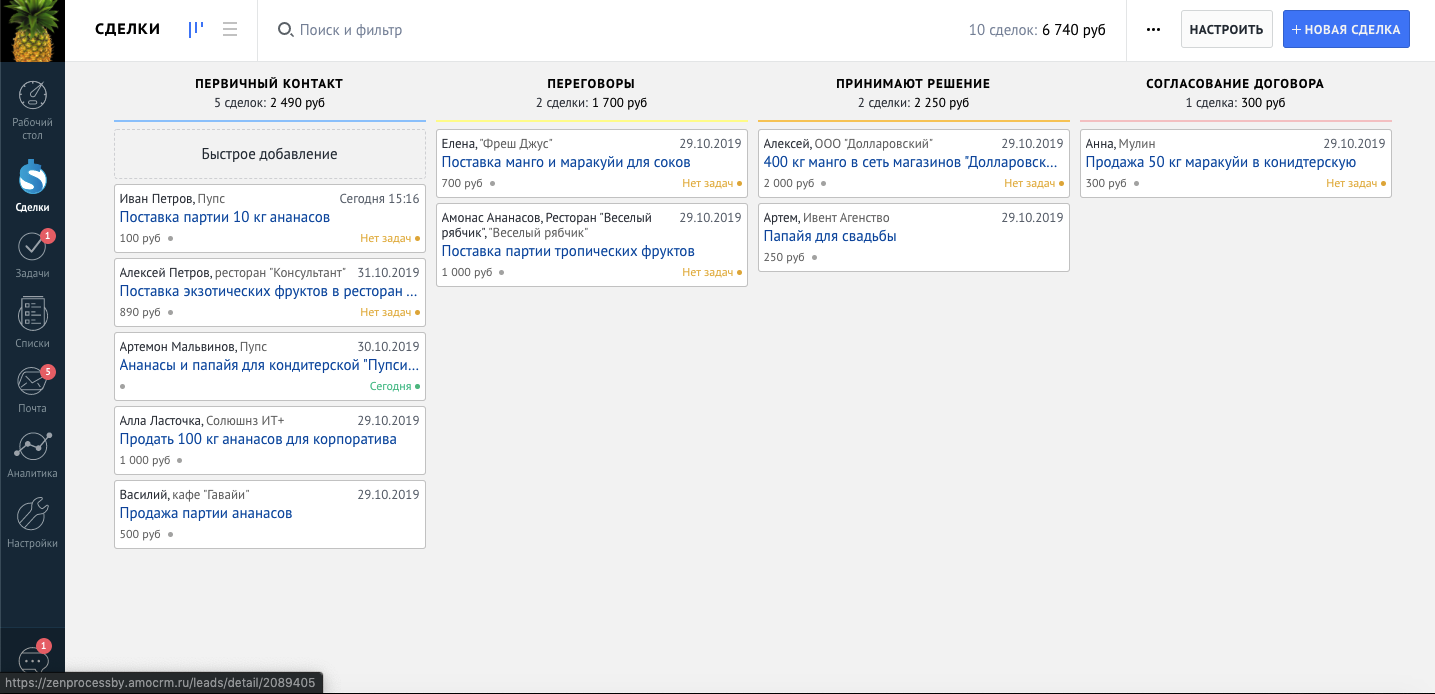 СДЕЛКИ
Поиск и фильтр
10 сделок: 6 740 руб
НАСТРОИТЬ
НОВАЯ СДЕЛКА
Рабочий
стол
Сделки
1
Задачи
Списки
5
Почта
Аналитика
Настройки
1
ПЕРВИЧНЫЙ КОНТАКТ
5 сделок: 2 490 руб
Быстрое добавление
Иван Петров, Пупс Сегодня 15:16
Поставка партии 10 кг ананасов
100 руб Нет задач
Алексей Петров, ресторан "Консультант" 31.10.2019
Поставка экзотических фруктов в ресторан ...
890 руб Нет задач
Артемон Мальвинов, Пупс 30.10.2019
Ананасы и папайя для кондитерской "Пупси...
Сегодня
Алла Ласточка, Солюшнз ИТ+ 29.10.2019
Продать 100 кг ананасов для корпоратива
1 000 руб
Василий, кафе "Гавайи" 29.10.2019
Продажа партии ананасов
500 руб
ПЕРЕГОВОРЫ
2 сделки: 1 700 руб
Елена, "Фреш Джус" 29.10.2019
Поставка манго и маракуйи для соков
700 руб Нет задач
Амонас Ананасов, Ресторан "Веселый 29.10.2019
рябчик", "Веселый рябчик"
Поставка партии тропических фруктов
1 000 руб Нет задач
ПРИНИМАЮТ РЕШЕНИЕ
2 сделки: 2 250 руб
Алексей, ООО "Долларовский" 29.10.2019
400 кг манго в сеть магазинов "Долларовск...
2 000 руб Нет задач
Артем, Ивент Агенство 29.10.2019
Папайя для свадьбы
250 руб
СОГЛАСОВАНИЕ ДОГОВОРА
1 сделка: 300 руб
Анна, Мулин 29.10.2019
Продажа 50 кг маракуйи в конидтерскую
300 руб Нет задач
https://zenprocessby.amocrm.ru/leads/detail/2089405